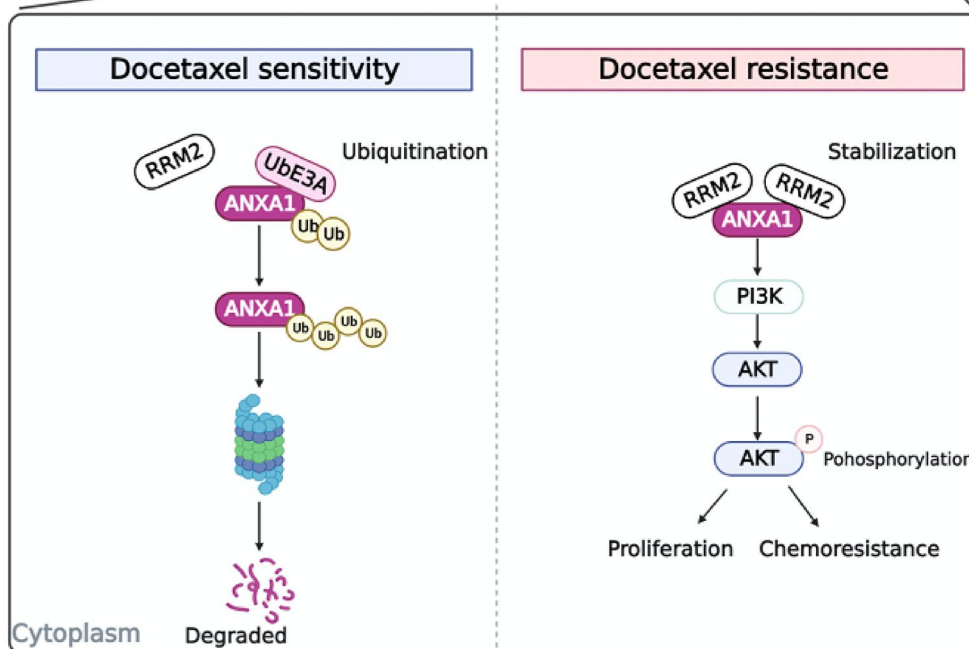 Docetaxel sensitivity
RRM2
UbE3A
Ubiquitination
ANXA1
Ub
Ub
ANXA1
Ub
Ub
Ub
Ub
Degraded
Cytoplasm
Docetaxel resistance
Stabilization
RRM2
RRM2
ANXA1
PI3K
AKT
AKT
P
Pohosphorylation
Proliferation
Chemoresistance